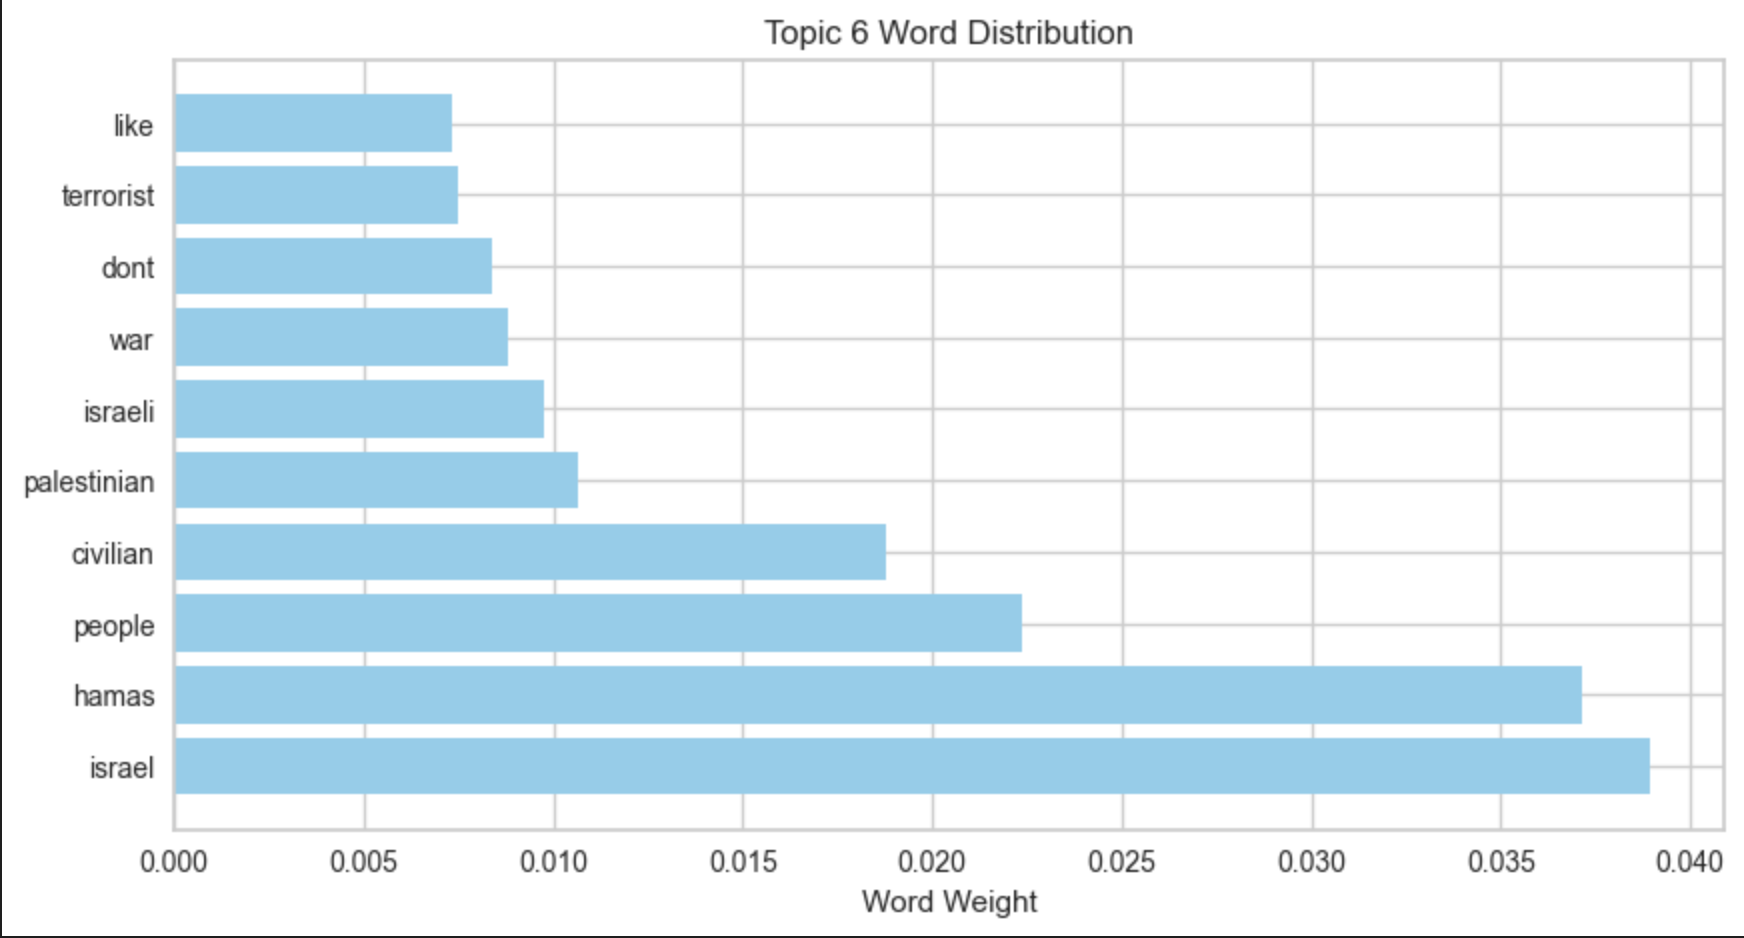 Topic 6 Word Distribution
like
terrorist
dont
war
israeli
palestinian
civilian
people
hamas
israel
0.000 0.005 0.010 0.015 0.020 0.025 0.030 0.035 0.040
Word Weight